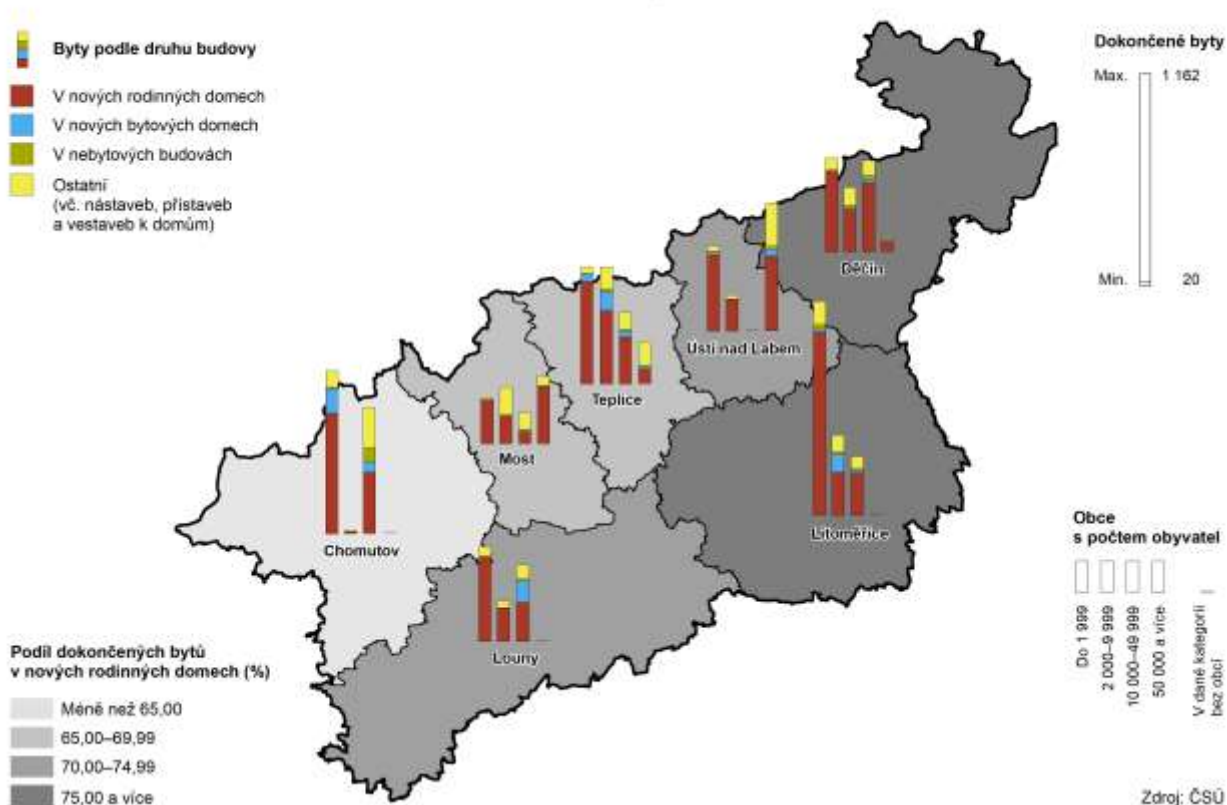 Byty podle druhu budovy
V nových rodinných domech
V nových bytových domech
V nebytových budovách
Ostatní
(vč. nástaveb, přístaveb
a vestaveb k domům)
Dokončené byty
Max. 1 162
Min. 20
Děčín
Ústí nad Labem
Teplice
Most
Litoměřice
Chomutov
Louny
Obce
s počtem obyvatel
Do 1 999
2 000–9 999
10 000–49 999
50 000 a více
V dané kategorii
bez obcí
Podíl dokončených bytů
v nových rodinných domech (%)
Méně než 65,00
65,00–69,99
70,00–74,99
75,00 a více
Zdroj: ČSÚ